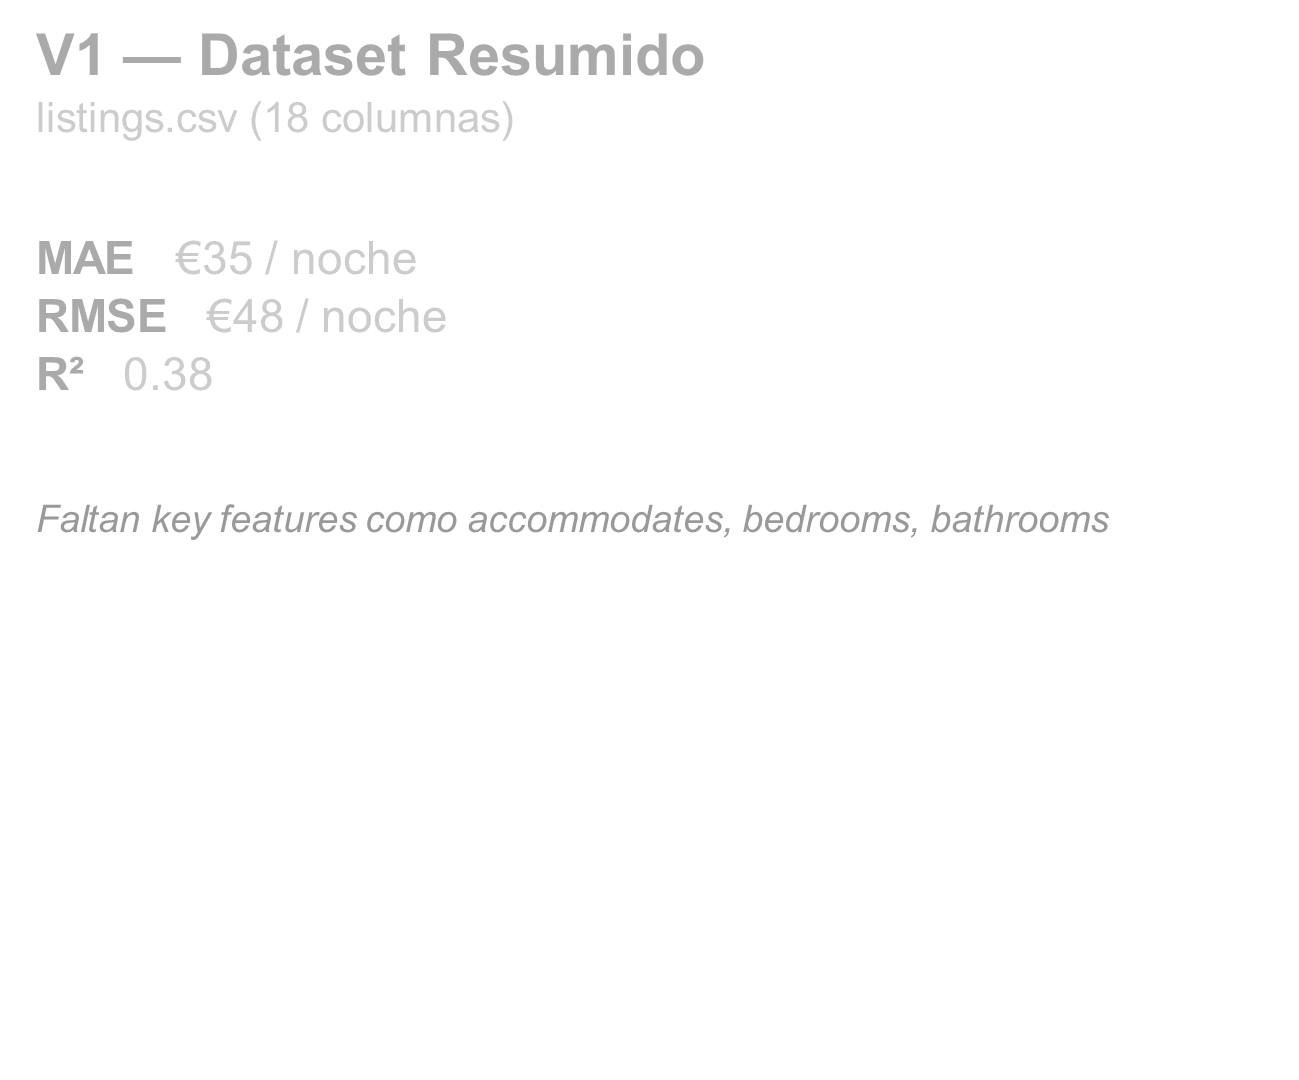 V1 — Dataset Resumido
listings.csv (18 columnas)
MAE €35 / noche
RMSE €48 / noche
R² 0.38
Faltan key features como accommodates, bedrooms, bathrooms